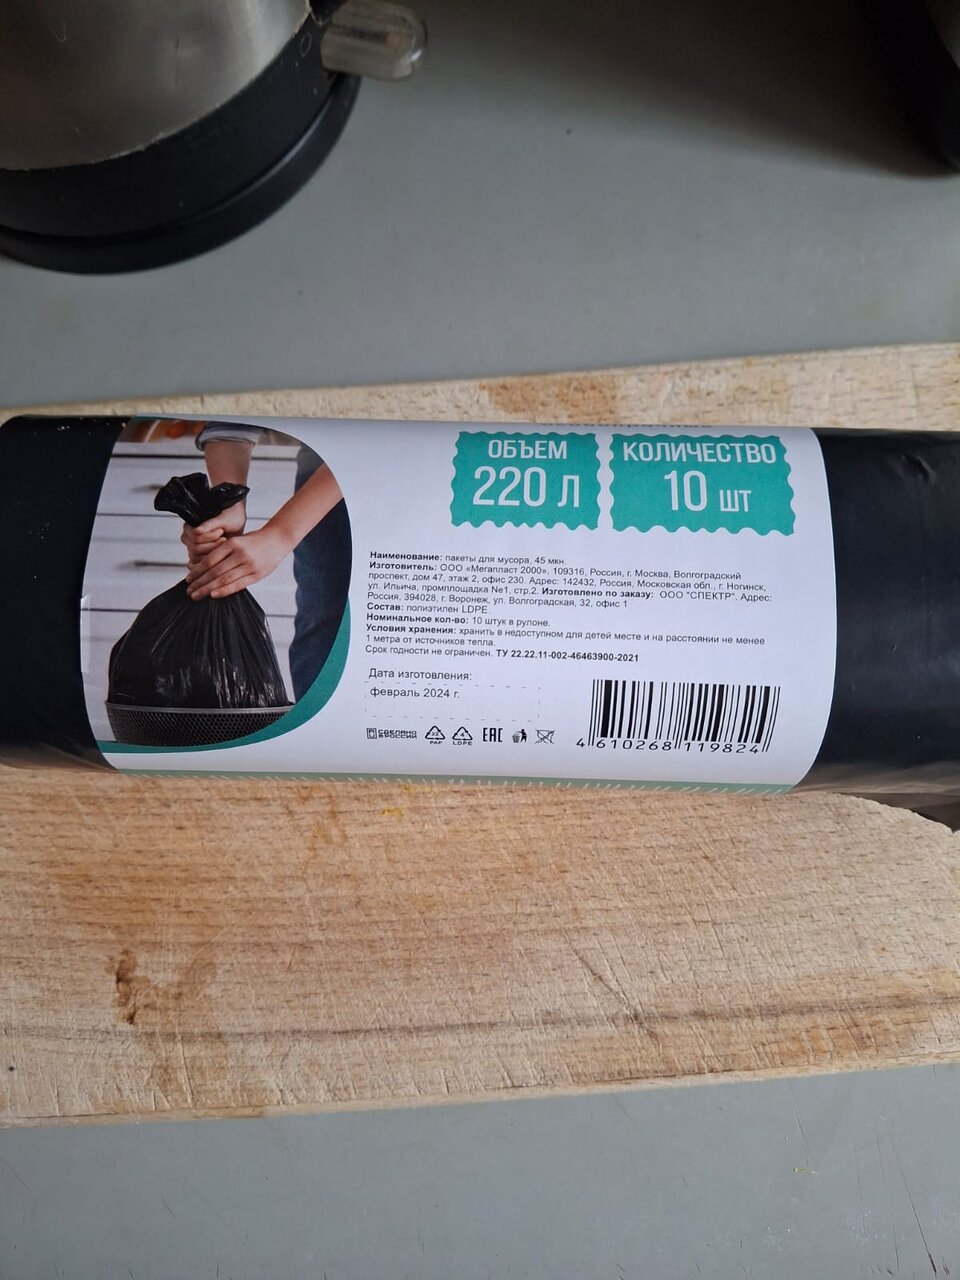 ОБЪЕМ
220 л
КОЛИЧЕСТВО
10 шт
Наименование: пакеты для мусора, 45 мкн.
Изготовитель: ООО «Мегапласт 2000», 109316, Россия, г. Москва, Волгоградский
проспект, дом 47, этаж 2, офис 230. Адрес: 142432, Россия, Московская обл., г. Ногинск,
ул. Ильича, промплощадка №1, стр.2. Изготовлено по заказу: ООО "СПЕКТР", Адрес:
Россия, 394028, г. Воронеж, ул. Волгоградская, 32, офис 1
Состав: полиэтилен LDPE.
Номинальное кол-во: 10 штук в рулоне.
Условия хранения: хранить в недоступном для детей месте и на расстоянии не менее
1 метра от источников тепла.
Срок годности не ограничен. ТУ 22.22.11-002-46463900-2021
Дата изготовления:
февраль 2024 г.
СДЕЛАНО
В РОССИИ
PAP
4
LDPE
EAC
4 610268 119824